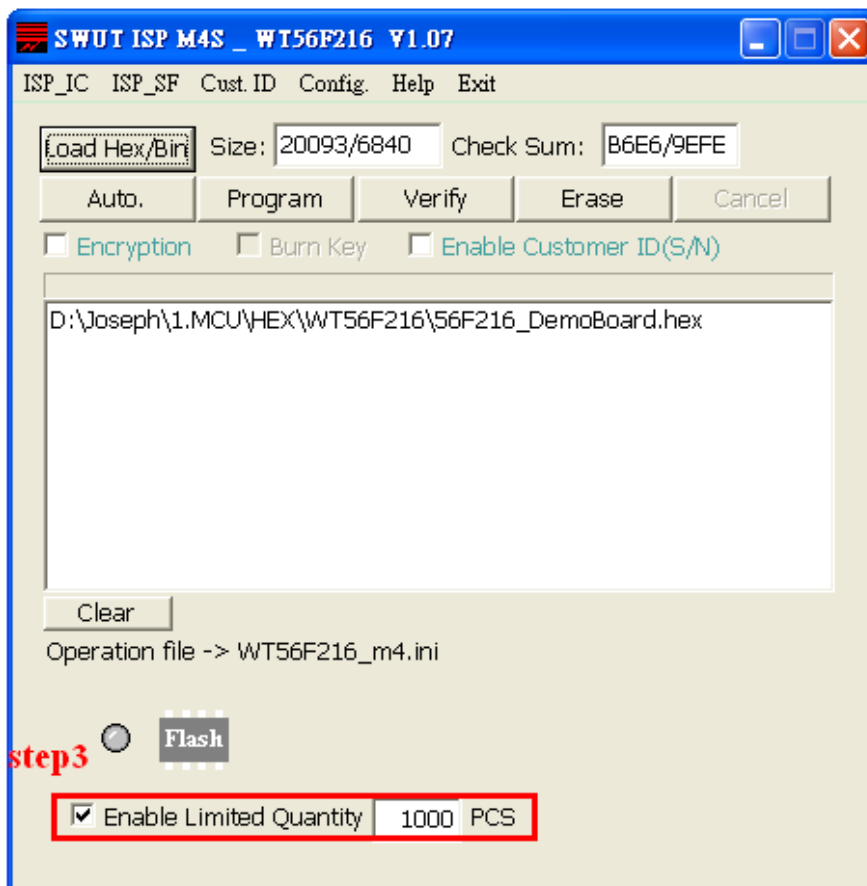 SWUT ISP M4S _ WT56F216 V1.07
ISP_IC ISP_SF Cust. ID Config. Help Exit
Load Hex/Bin Size: 20093/6840 Check Sum: B6E6/9EFE
Auto. Program Verify Erase Cancel
Encryption Burn Key Enable Customer ID(S/N)
D:\Joseph\1.MCU\HEX\WT56F216\56F216_DemoBoard.hex
Clear
Operation file -> WT56F216_m4.ini
Flash
step3
Enable Limited Quantity 1000 PCS